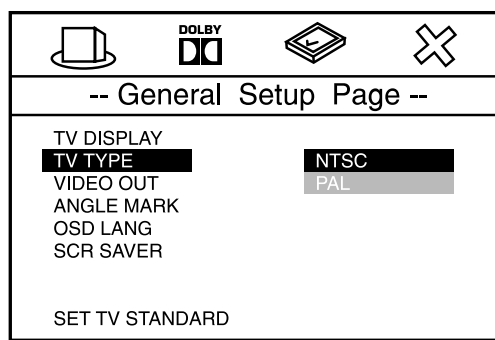 DOLBY
-- General Setup Page --
TV DISPLAY
TV TYPE NTSC
VIDEO OUT PAL
ANGLE MARK
OSD LANG
SCR SAVER
SET TV STANDARD